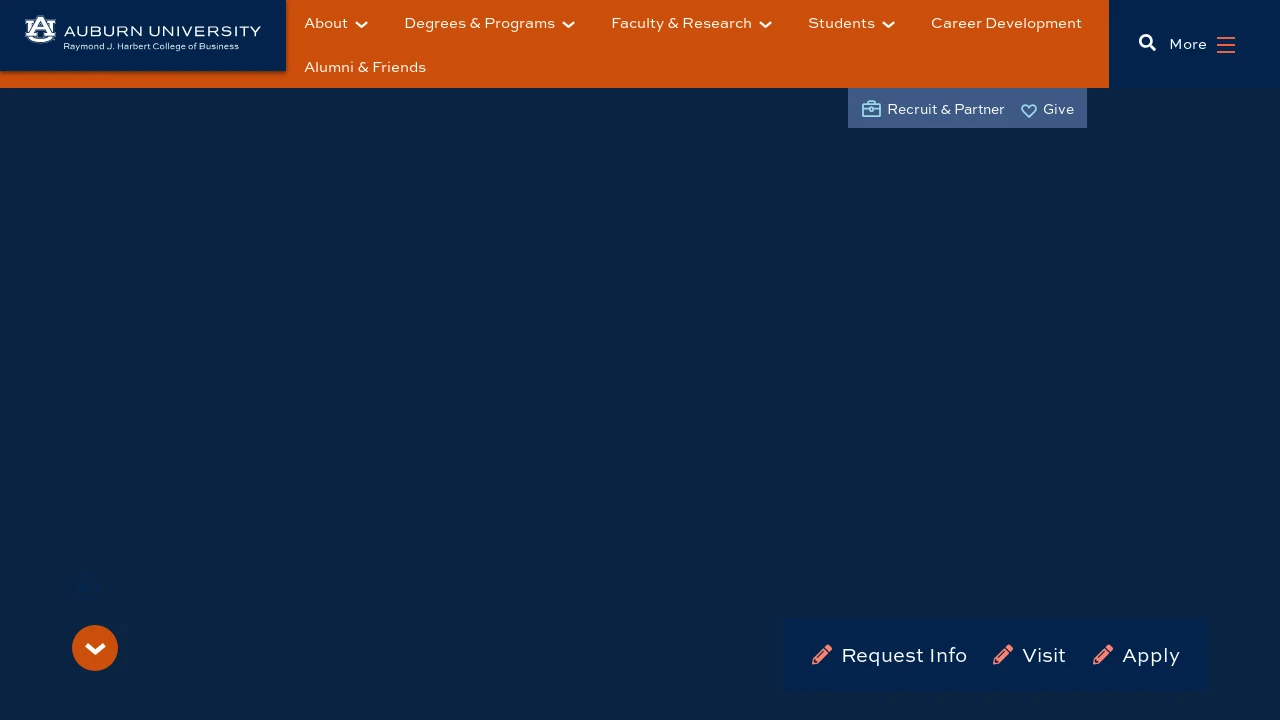 AUBURN UNIVERSITY
Raymond J. Harbert College of Business
About Degrees & Programs Faculty & Research Students Career Development
Alumni & Friends
More
Recruit & Partner Give
Request Info Visit Apply